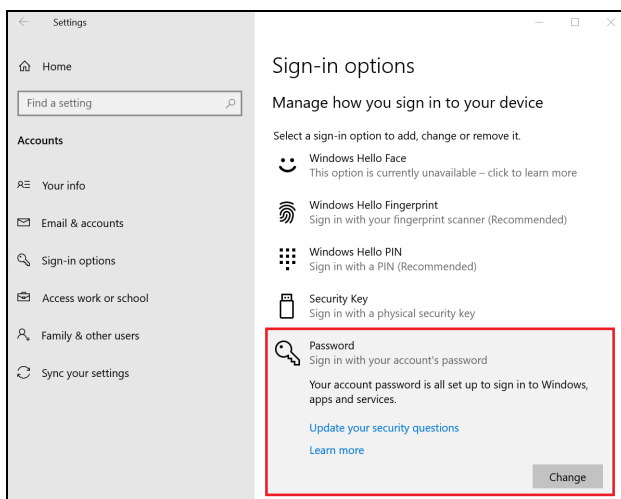 Settings
Home
Find a setting
Accounts
Your info
Email & accounts
Sign-in options
Access work or school
Family & other users
Sync your settings
Sign-in options
Manage how you sign in to your device
Select a sign-in option to add, change or remove it.
Windows Hello Face
This option is currently unavailable – click to learn more
Windows Hello Fingerprint
Sign in with your fingerprint scanner (Recommended)
Windows Hello PIN
Sign in with a PIN (Recommended)
Security Key
Sign in with a physical security key
Password
Sign in with your account's password
Your account password is all set up to sign in to Windows,
apps and services.
Update your security questions
Learn more
Change